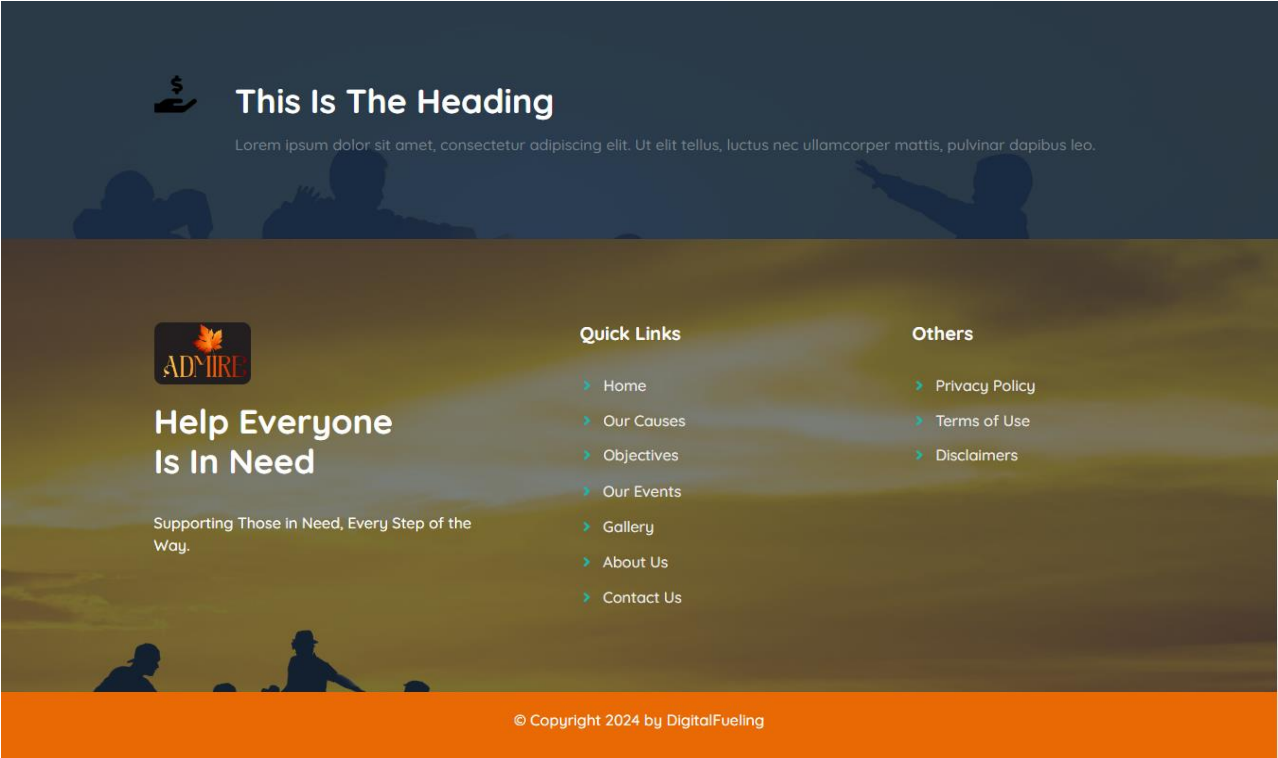 $
This Is The Heading
Lorem ipsum dolor sit amet, consectetur adipiscing elit. Ut elit tellus, luctus nec ullamcorper mattis, pulvinar dapibus leo.
ADMIRE
Help Everyone
Is In Need
Supporting Those in Need, Every Step of the
Way.
Quick Links
Home
Our Causes
Objectives
Our Events
Gallery
About Us
Contact Us
Others
Privacy Policy
Terms of Use
Disclaimers
© Copyright 2024 by DigitalFueling